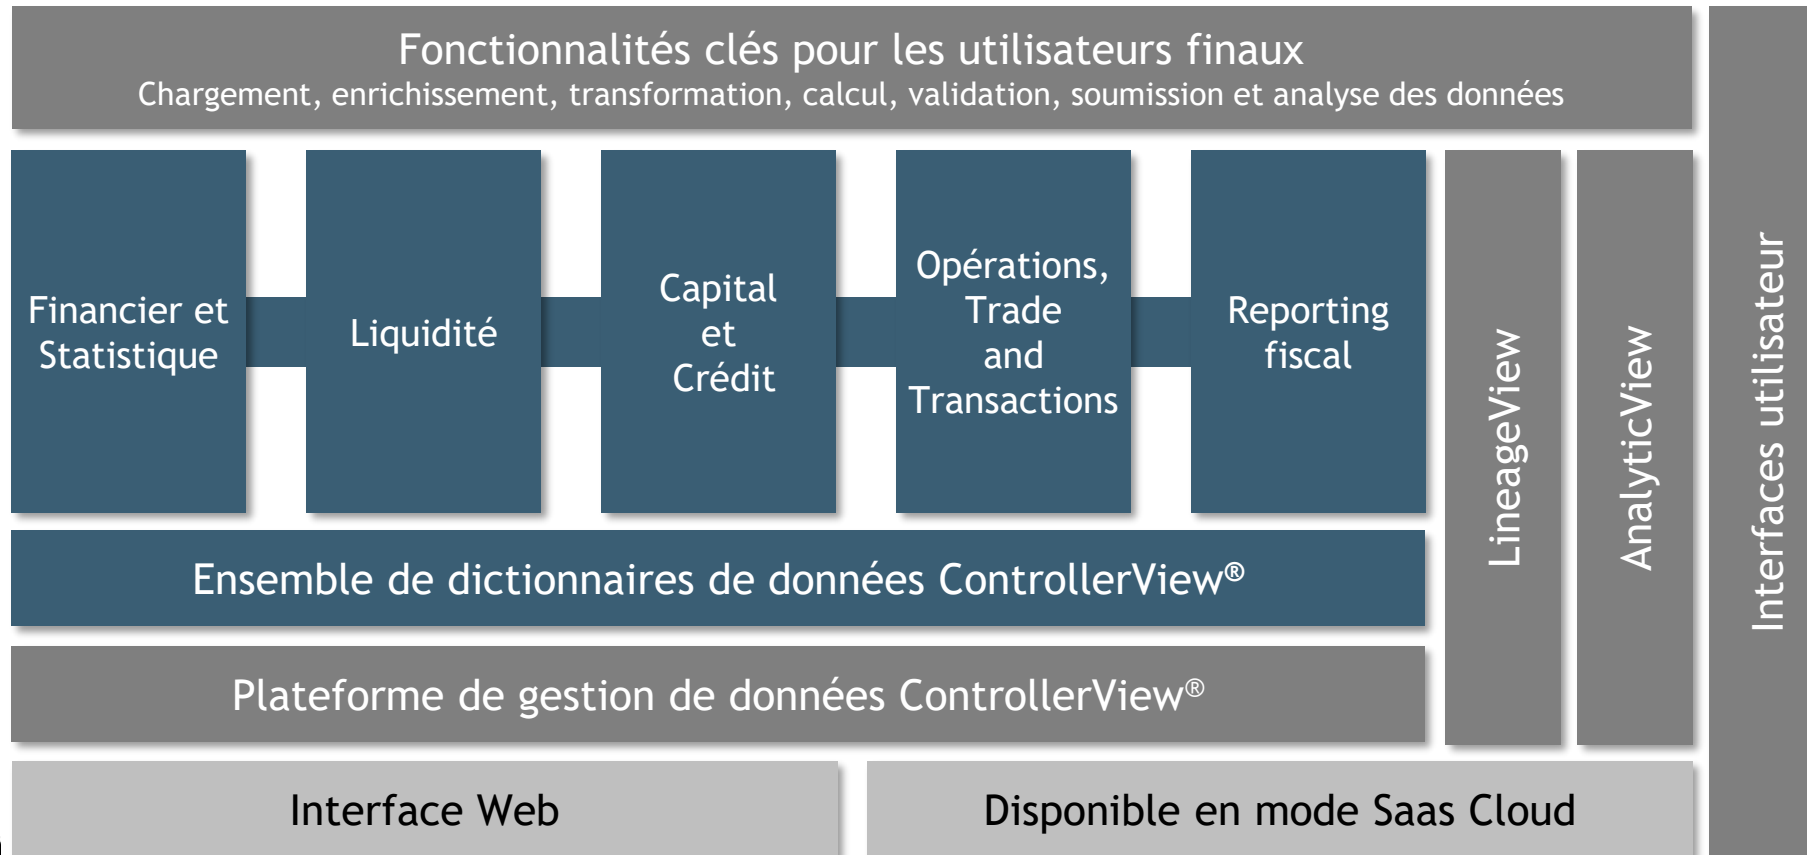 Fonctionnalités clés pour les utilisateurs finaux
Chargement, enrichissement, transformation, calcul, validation, soumission et analyse des données
Financier et
Statistique
Liquidité
Capital
et
Crédit
Opérations,
Trade
and
Transactions
Reporting
fiscal
LineageView
AnalyticView
Interfaces utilisateur
Ensemble de dictionnaires de données ControllerView®
Plateforme de gestion de données ControllerView®
Interface Web
Disponible en mode Saas Cloud